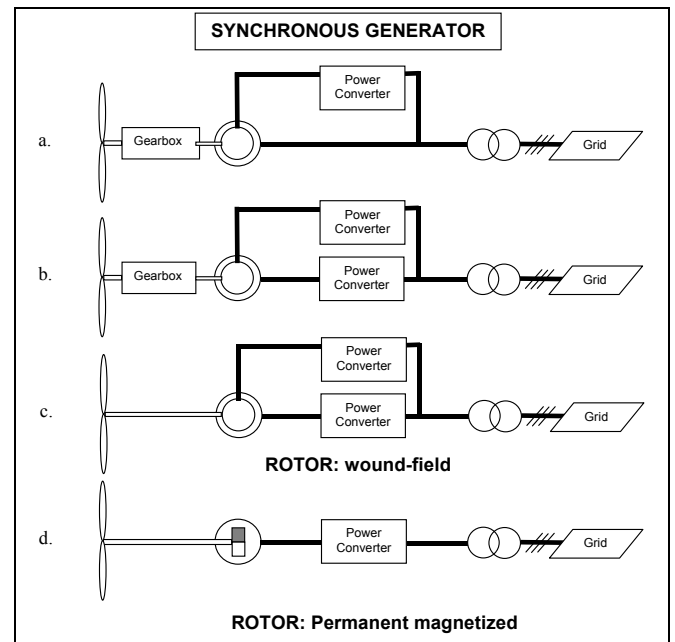 SYNCHRONOUS GENERATOR
Power
Converter
a.
Gearbox
Grid
Power
Converter
b.
Gearbox
Power
Converter
Grid
Power
Converter
c.
Power
Converter
Grid
ROTOR: wound-field
d.
Power
Converter
Grid
ROTOR: Permanent magnetized